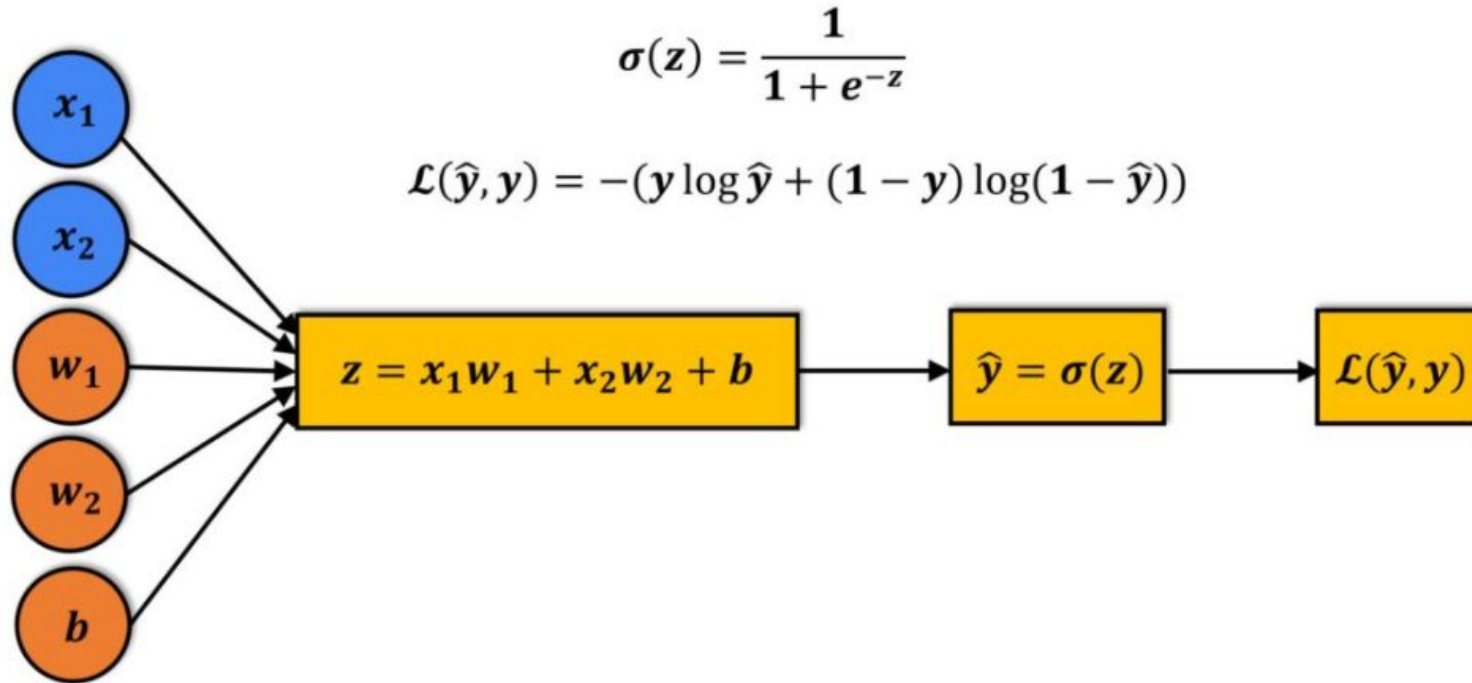 σ(z) = 1 / (1 + e^{-z})
ℒ(ŷ, y) = −(y log ŷ + (1 − y) log(1 − ŷ))
x₁
x₂
w₁
w₂
b
z = x₁w₁ + x₂w₂ + b
ŷ = σ(z)
ℒ(ŷ, y)